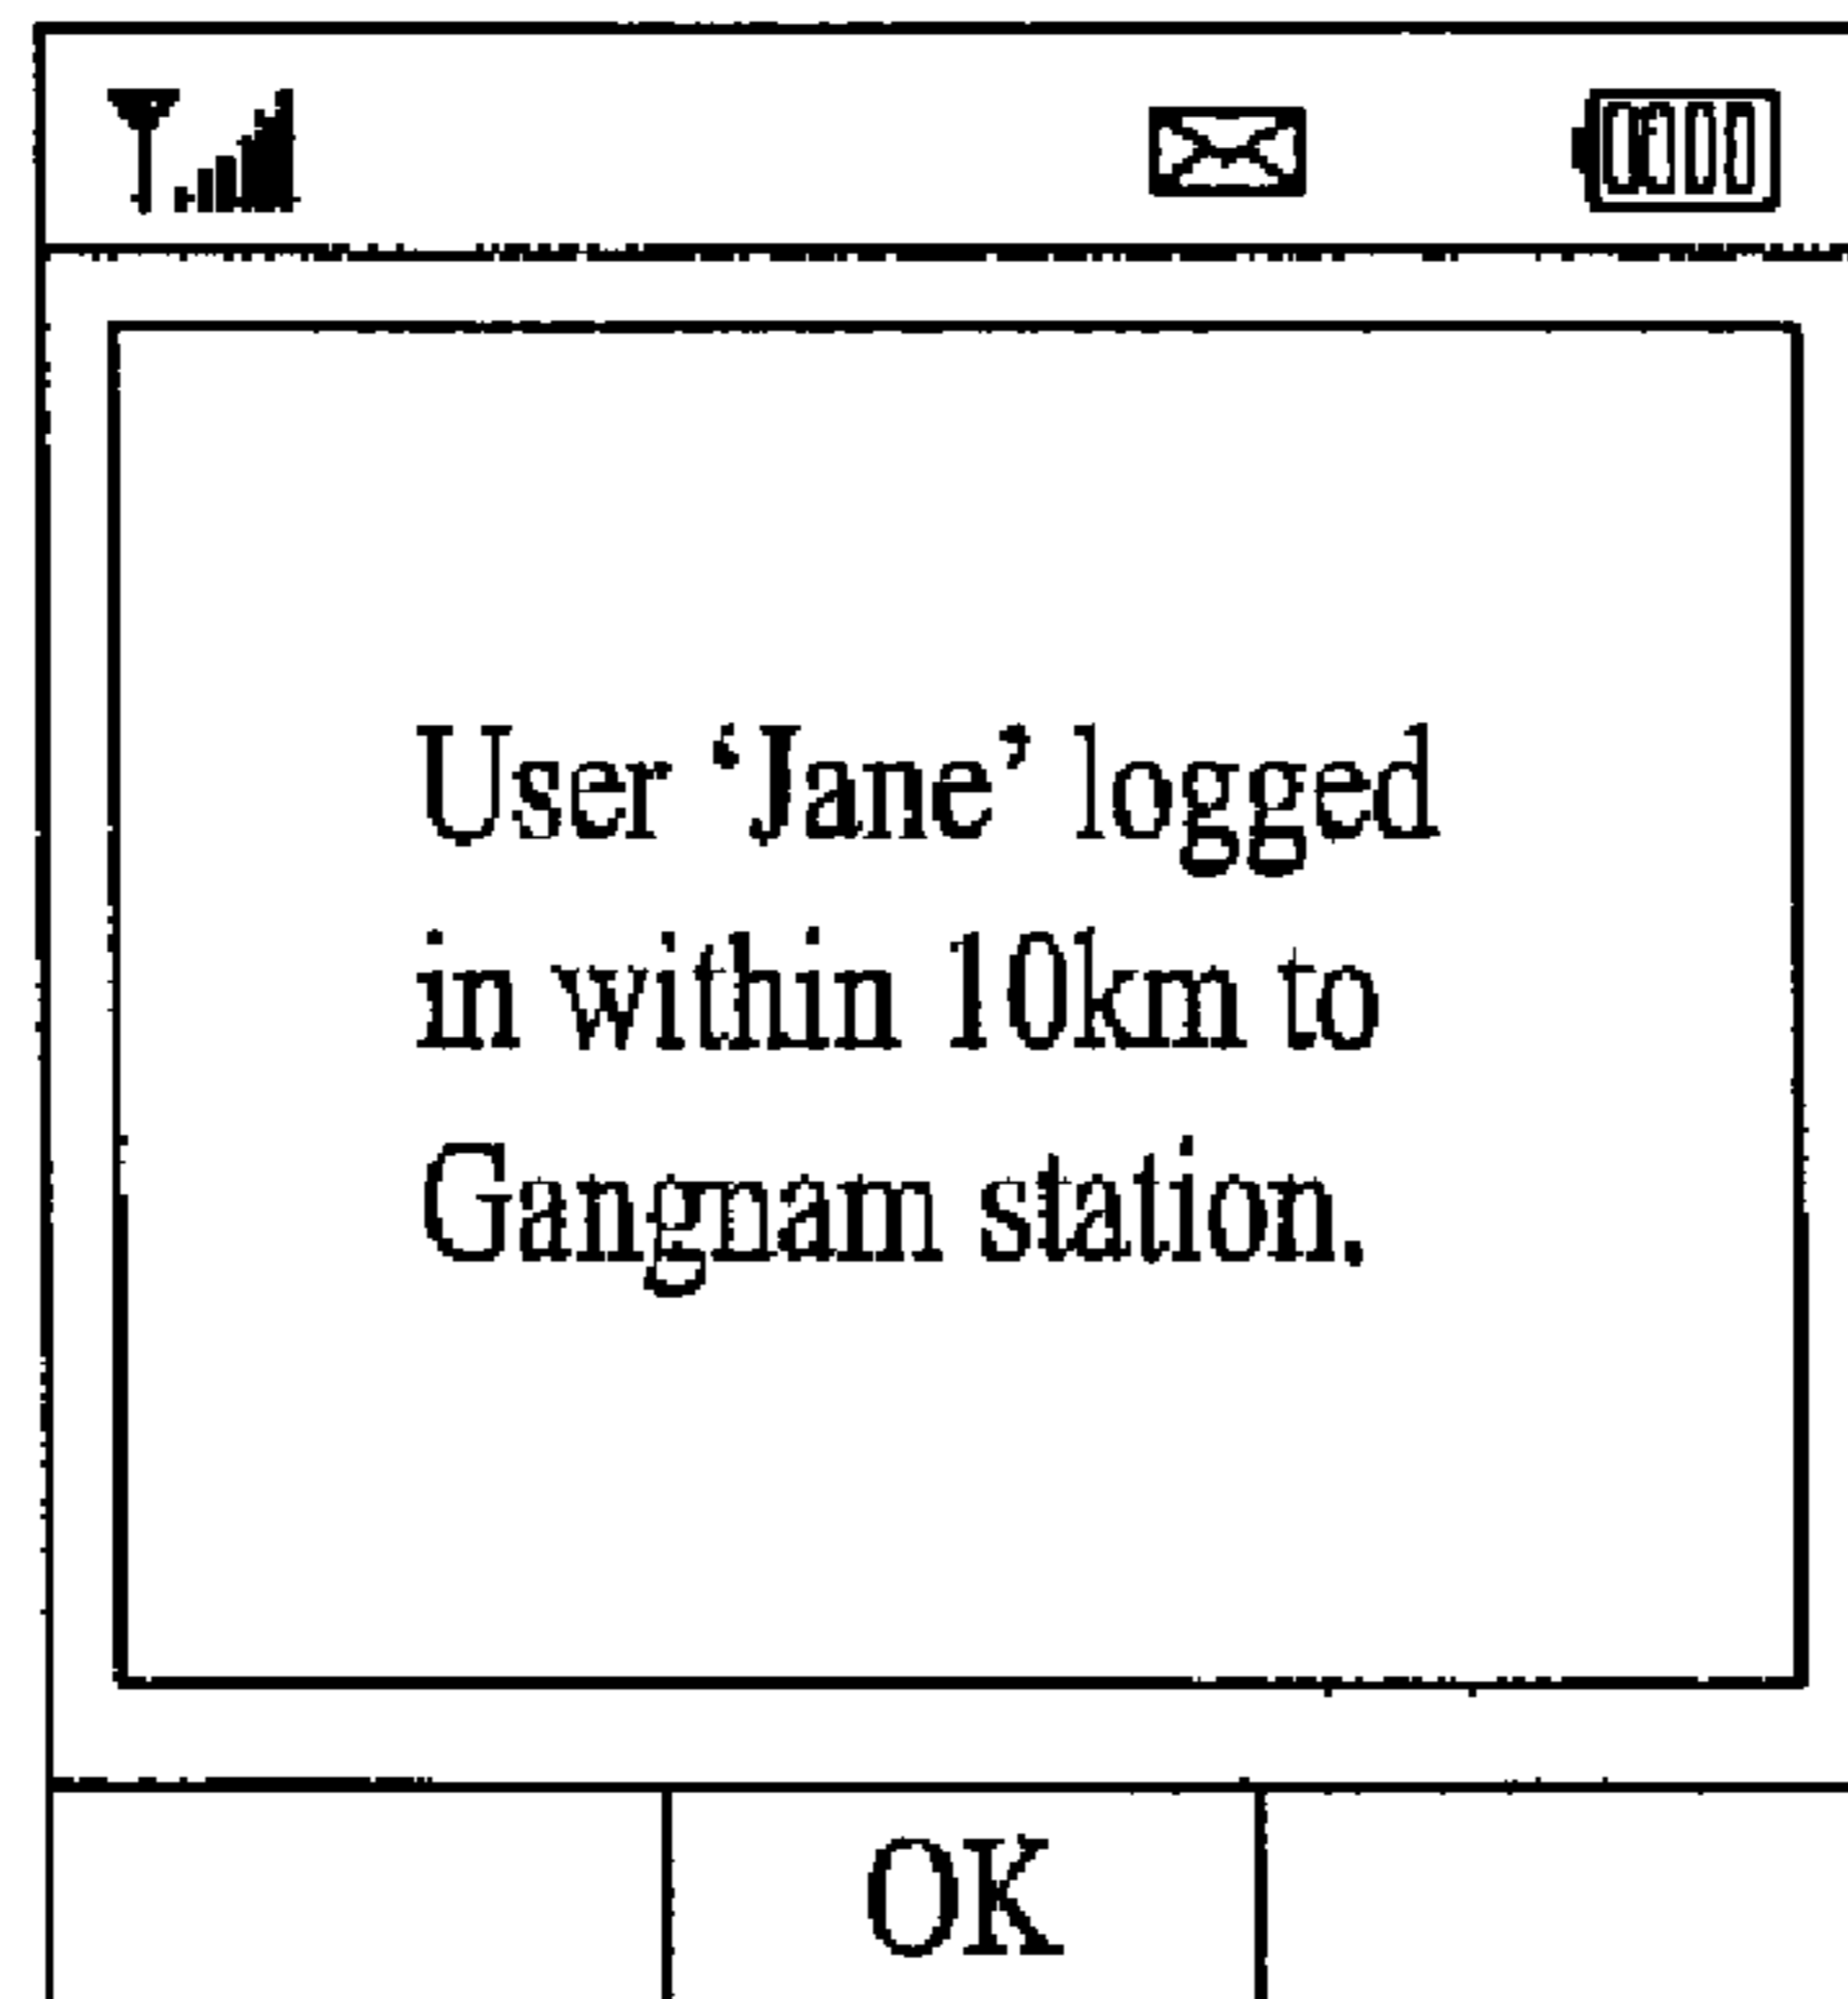 User ‘Jane’ logged
in within 10km to
Gangnam station.
OK